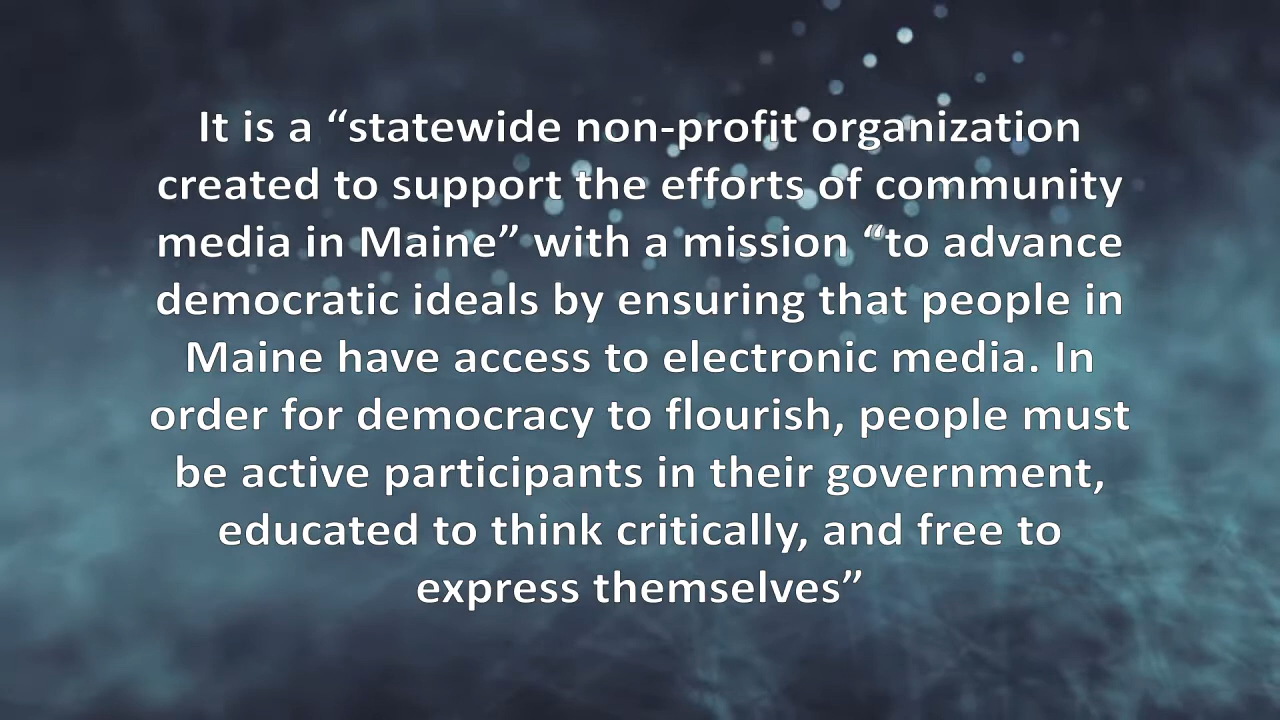 It is a “statewide non-profit organization
created to support the efforts of community
media in Maine” with a mission “to advance
democratic ideals by ensuring that people in
Maine have access to electronic media. In
order for democracy to flourish, people must
be active participants in their government,
educated to think critically, and free to
express themselves”